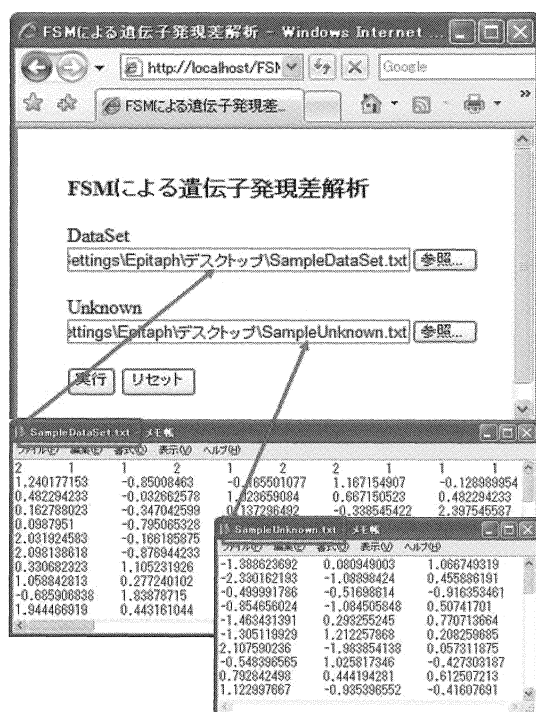 FSMによる遺伝子発現差解析 - Windows Internet ...
http://localhost/FSM
Google
FSMによる遺伝子発現差...
FSMによる遺伝子発現差解析
DataSet
ettings\Epitaph\デスクトップ\SampleDataSet.txt 参照...
Unknown
ettings\Epitaph\デスクトップ\SampleUnknown.txt 参照...
実行 リセット
SampleDataSet.txt - メモ帳
ファイル(F) 編集(E) 書式(O) 表示(V) ヘルプ(H)
2 1 1 2 1 2 2 1 1 1
1.240177153 -0.85008463 -0.165501077 1.167154907 -0.128989954
0.482294233 -0.032662578 0.667150523 0.482294233
0.162788023 -0.347042599 0.137296492 -0.338545422 2.397545587
0.0987951 -0.795065328
2.031924583 -0.166185875
2.098138618 -0.876944233
0.330682323 1.105231926
1.058842813 0.277240102
-0.685906838 1.83878715
1.944466919 0.443161044
SampleUnknown.txt - メモ帳
ファイル(F) 編集(E) 書式(O) 表示(V) ヘルプ(H)
-1.388623692 0.080949003 1.066749319
-2.330162193 -1.08898424 0.455886191
-0.499991786 -0.51698614 -0.916353461
-0.854656024 -1.084505848 0.50741701
-1.463431391 0.293255245 0.770713664
-1.305119929 1.212257868 0.208259685
2.107590236 -1.983854138 0.057311875
-0.548396565 1.025817346 -0.427303187
0.792842498 0.444194281 0.612507213
1.122997667 -0.935396552 -0.41607691